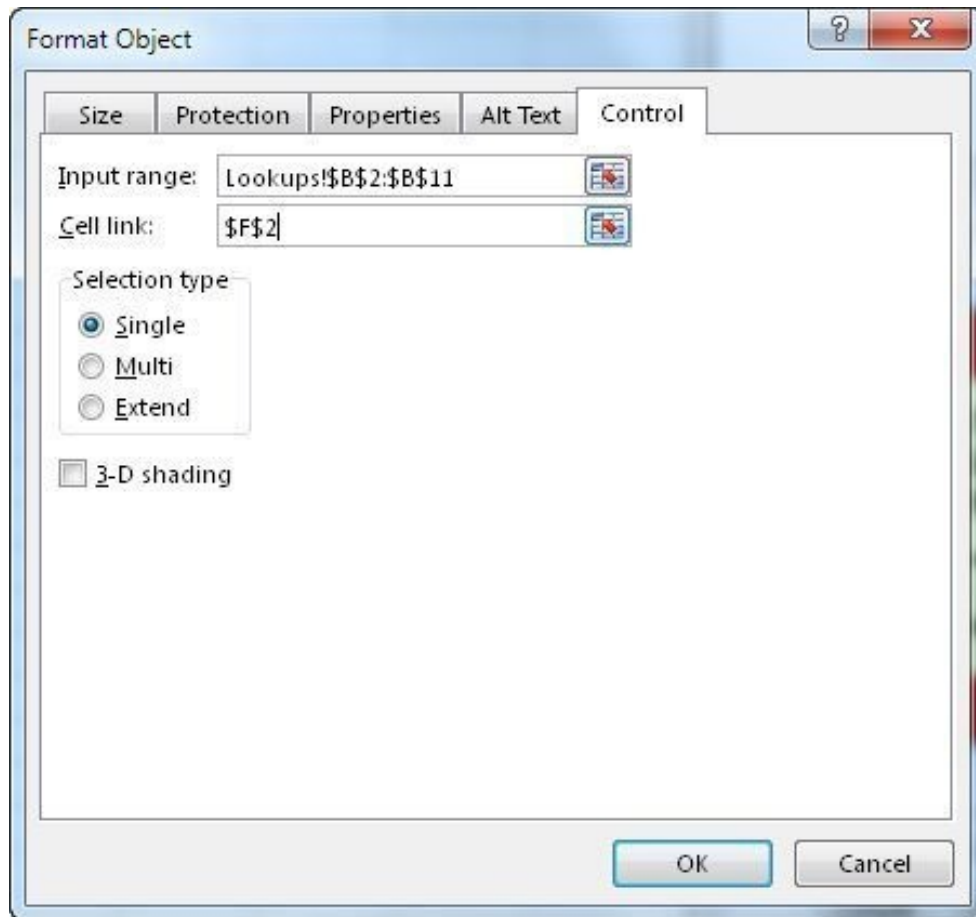 Format Object
Size Protection Properties Alt Text Control
Input range: Lookups!$B$2:$B$11
Cell link: $F$2
Selection type
Single
Multi
Extend
3-D shading
OK Cancel